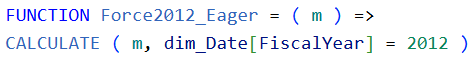 FUNCTION Force2012_Eager = ( m ) =>
CALCULATE ( m, dim_Date[FiscalYear] = 2012 )